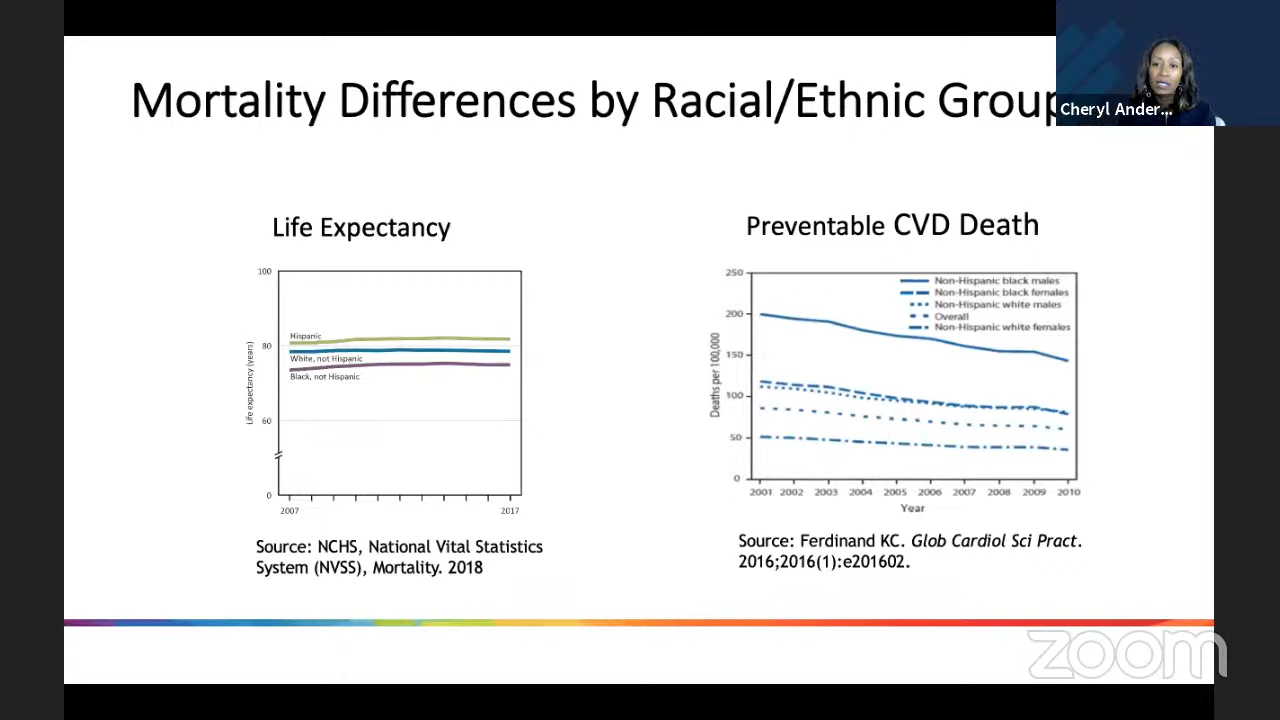 Mortality Differences by Racial/Ethnic Group
Cheryl Ander...
Life Expectancy
100
80
60
0
Life expectancy (years)
Hispanic
White, not Hispanic
Black, not Hispanic
2007
2017
Source: NCHS, National Vital Statistics
System (NVSS), Mortality. 2018
Preventable CVD Death
250
200
150
100
50
0
Deaths per 100,000
Non-Hispanic black males
Non-Hispanic black females
Non-Hispanic white males
Overall
Non-Hispanic white females
2001 2002 2003 2004 2005 2006 2007 2008 2009 2010
Year
Source: Ferdinand KC. Glob Cardiol Sci Pract.
2016;2016(1):e201602.
zoom